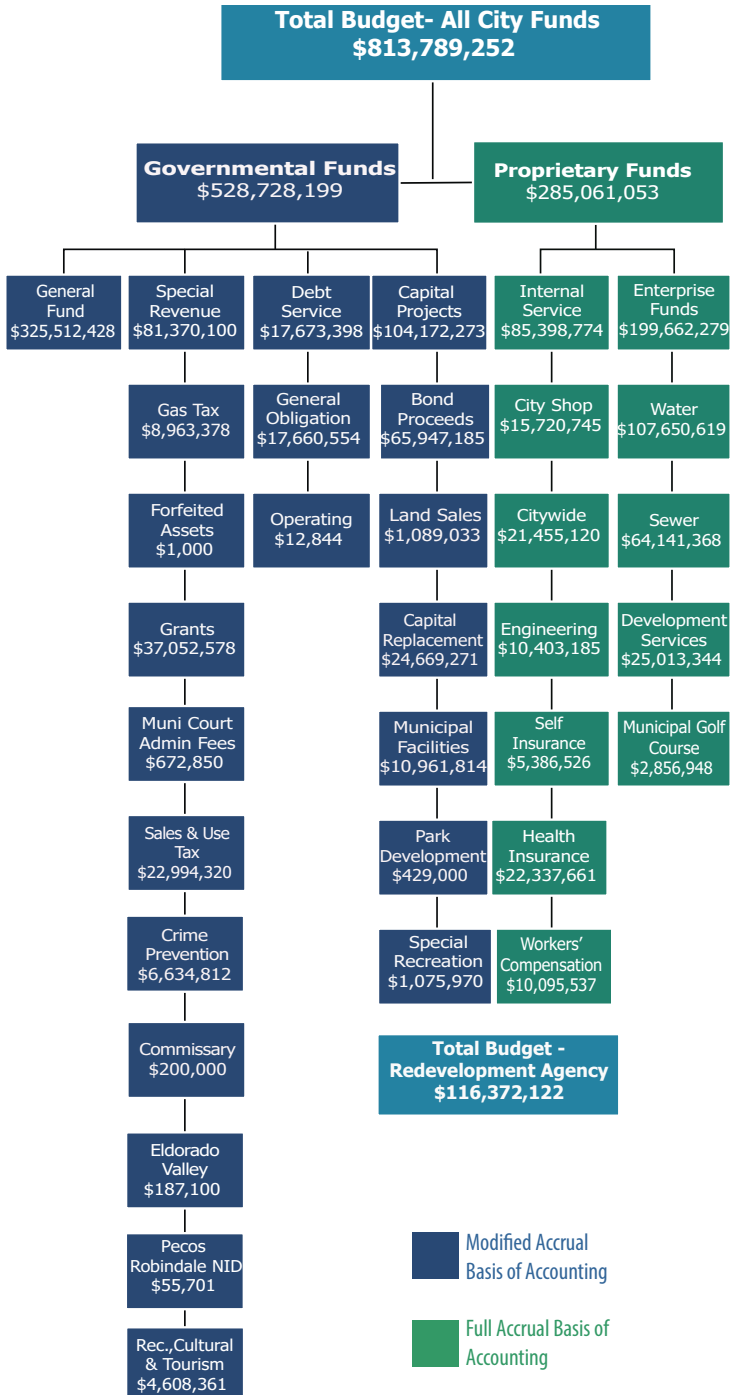 Total Budget- All City Funds
$813,789,252
Governmental Funds
$528,728,199
Proprietary Funds
$285,061,053
General
Fund
$325,512,428
Special
Revenue
$81,370,100
Debt
Service
$17,673,398
Capital
Projects
$104,172,273
Internal
Service
$85,398,774
Enterprise
Funds
$199,662,279
Gas Tax
$8,963,378
General
Obligation
$17,660,554
Bond
Proceeds
$65,947,185
City Shop
$15,720,745
Water
$107,650,619
Forfeited
Assets
$1,000
Operating
$12,844
Land Sales
$1,089,033
Citywide
$21,455,120
Sewer
$64,141,368
Grants
$37,052,578
Capital
Replacement
$24,669,271
Engineering
$10,403,185
Development
Services
$25,013,344
Muni Court
Admin Fees
$672,850
Municipal
Facilities
$10,961,814
Self
Insurance
$5,386,526
Municipal Golf
Course
$2,856,948
Sales & Use
Tax
$22,994,320
Park
Development
$429,000
Health
Insurance
$22,337,661
Crime
Prevention
$6,634,812
Special
Recreation
$1,075,970
Workers’
Compensation
$10,095,537
Commissary
$200,000
Total Budget -
Redevelopment Agency
$116,372,122
Eldorado
Valley
$187,100
Pecos
Robindale NID
$55,701
Rec.,Cultural
& Tourism
$4,608,361
Modified Accrual
Basis of Accounting
Full Accrual Basis of
Accounting